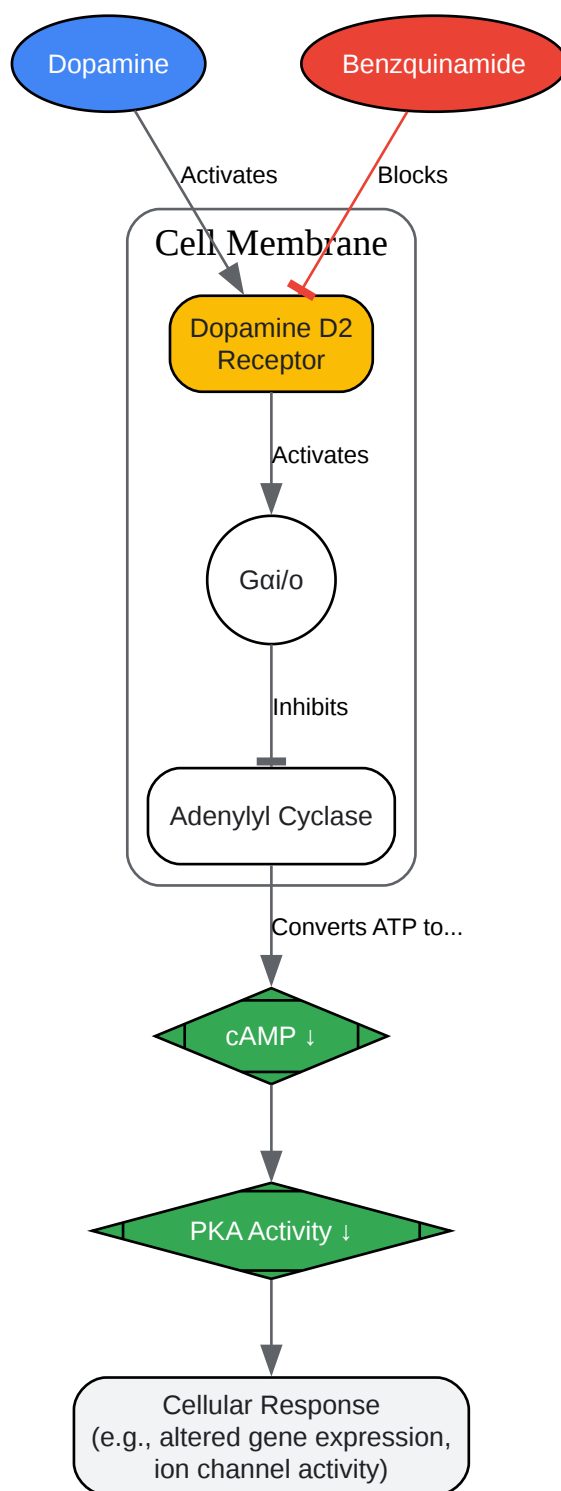 Dopamine
Benzquinamide
Activates
Blocks
Cell Membrane
Dopamine D2
Receptor
Activates
Gαi/o
Inhibits
Adenylyl Cyclase
Converts ATP to...
cAMP ↓
PKA Activity ↓
Cellular Response
(e.g., altered gene expression,
ion channel activity)